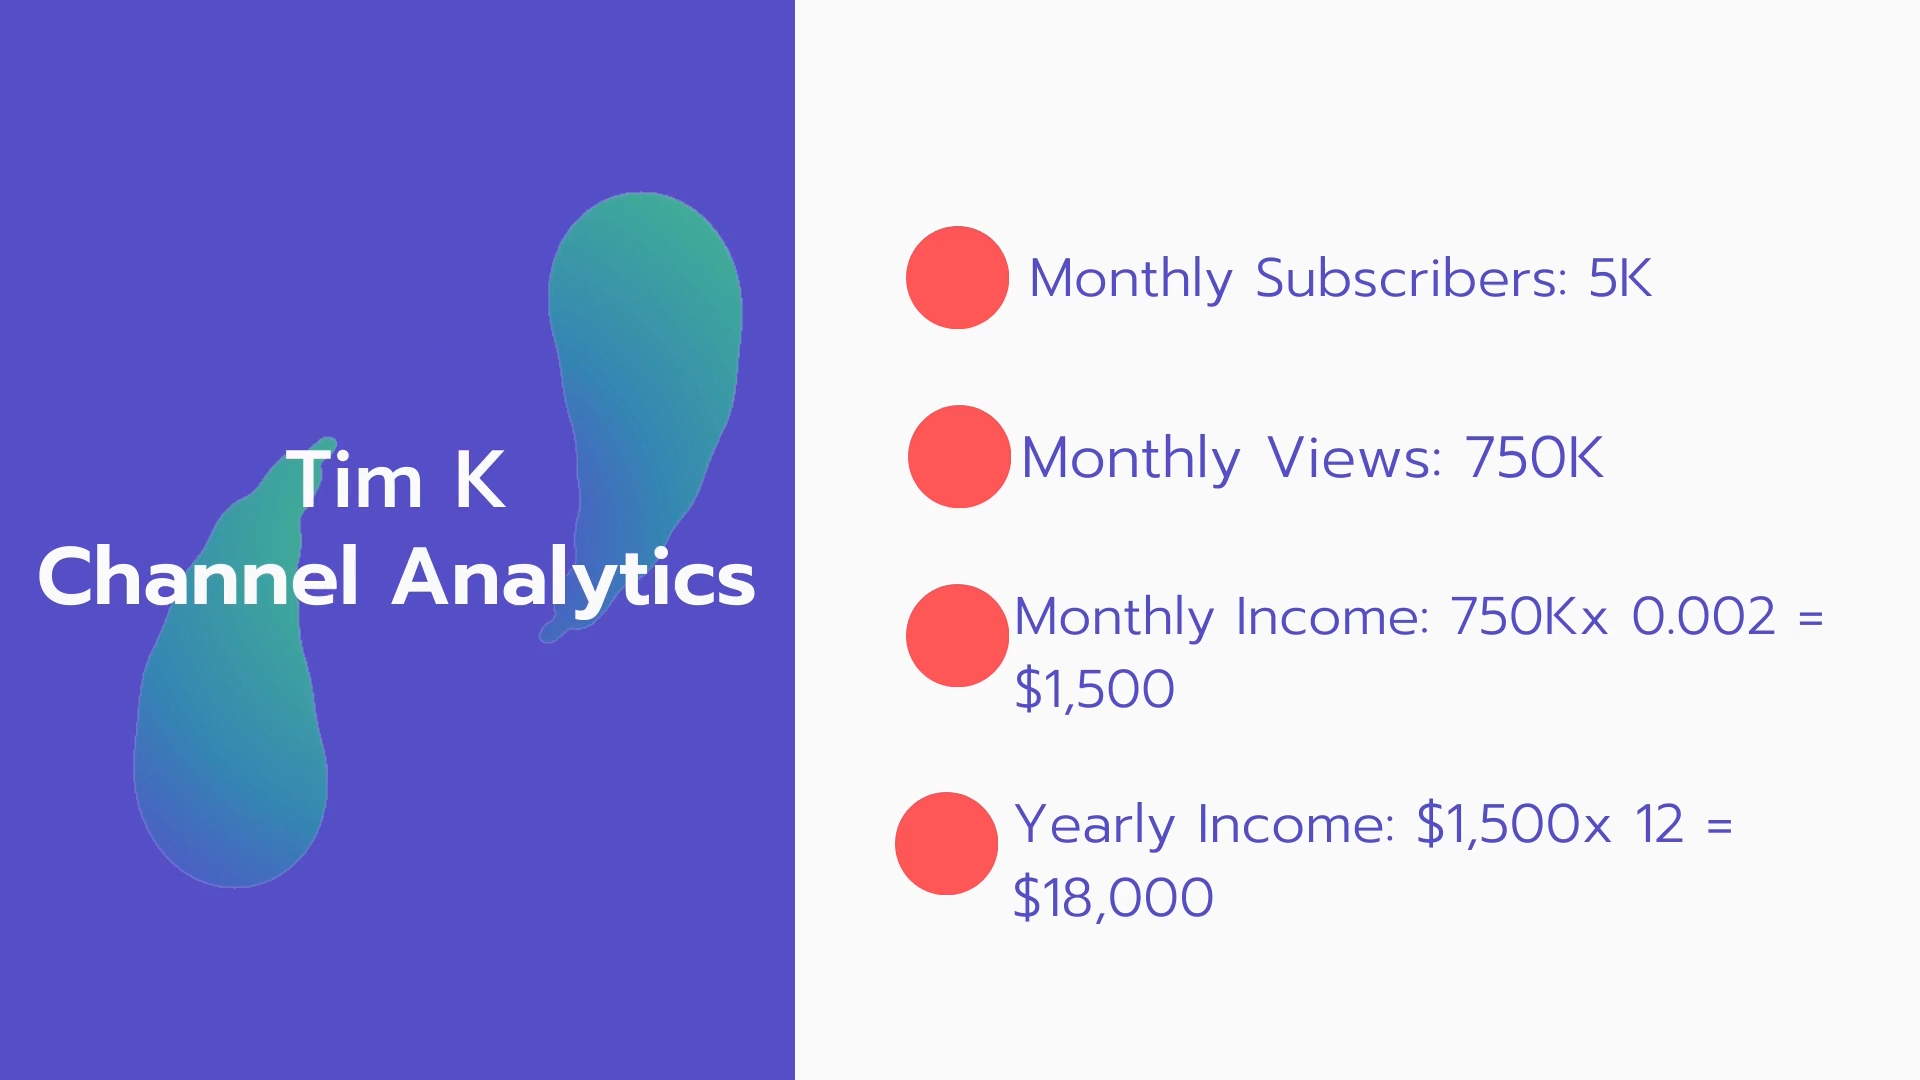 Tim K
Channel Analytics
Monthly Subscribers: 5K
Monthly Views: 750K
Monthly Income: 750Kx 0.002 =
$1,500
Yearly Income: $1,500x 12 =
$18,000